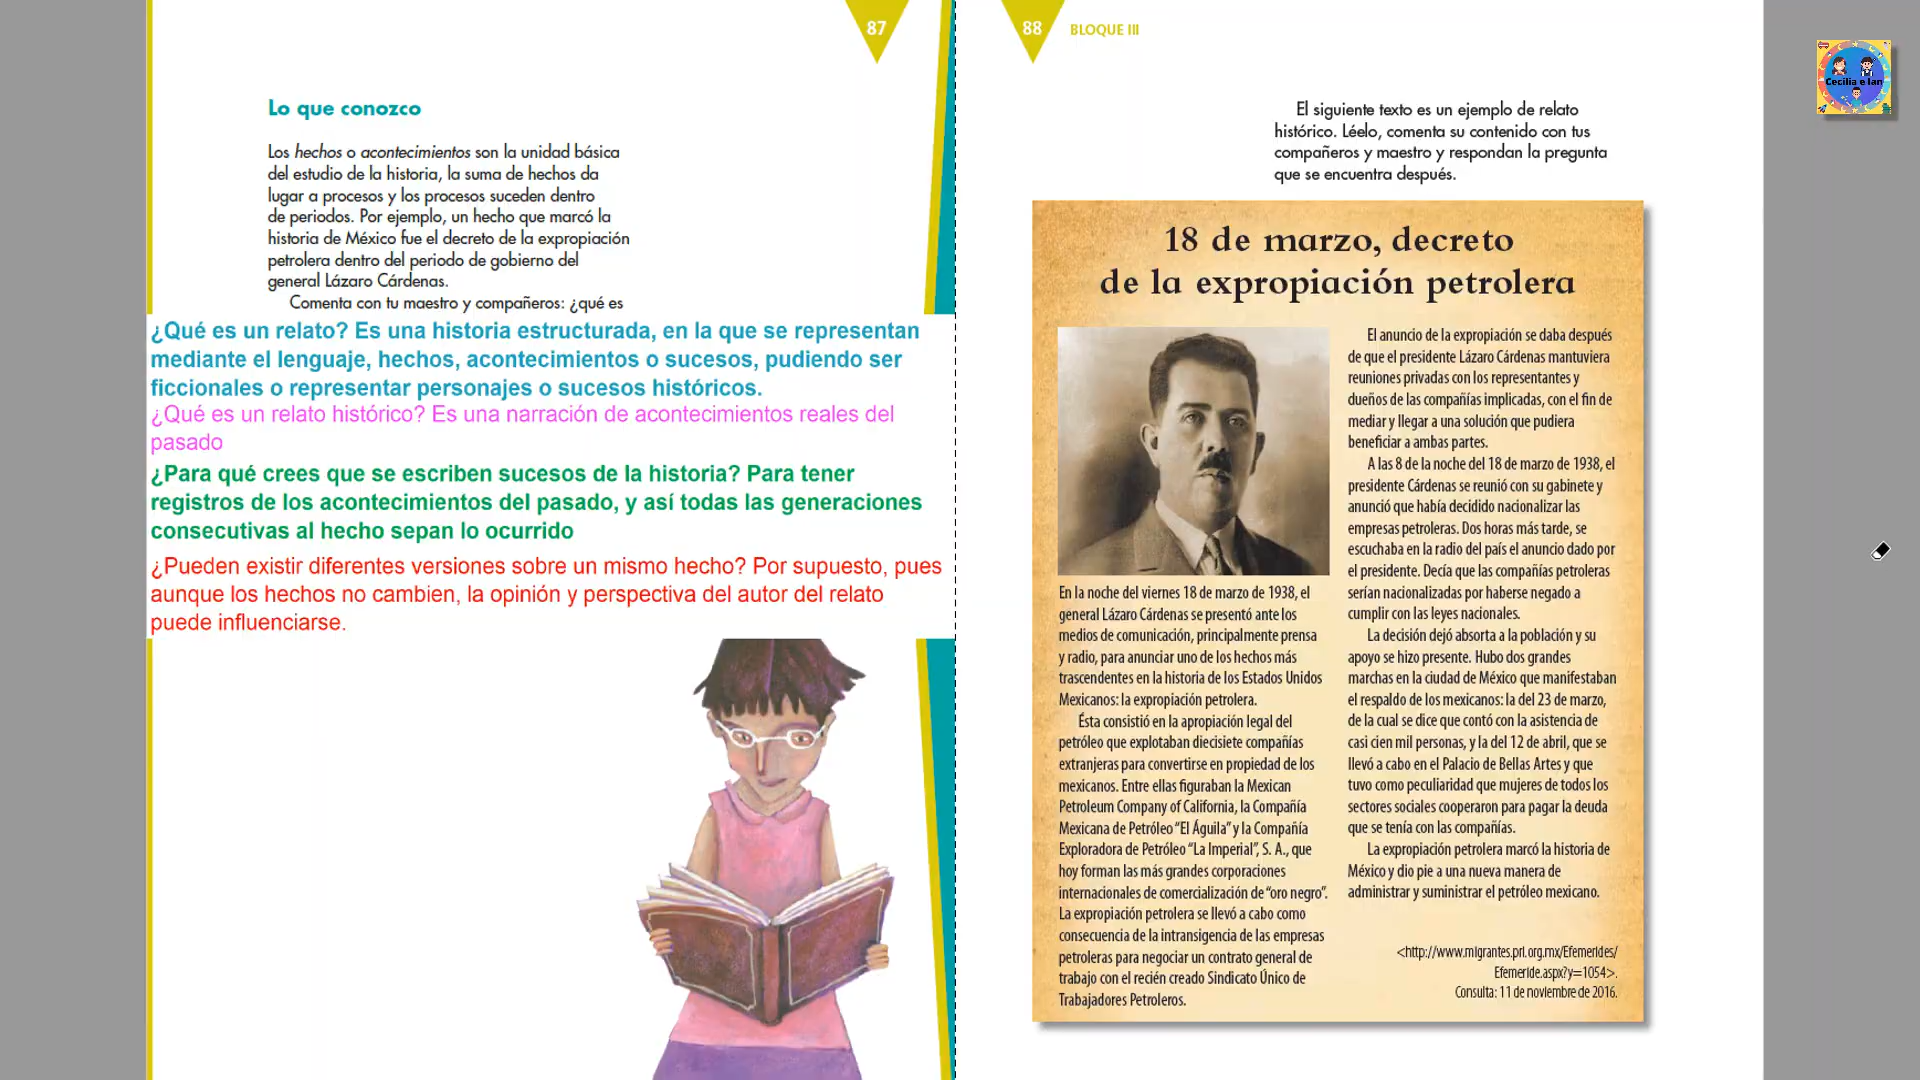 87
Lo que conozco
Los hechos o acontecimientos son la unidad básica
del estudio de la historia, la suma de hechos da
lugar a procesos y los procesos suceden dentro
de periodos. Por ejemplo, un hecho que marcó la
historia de México fue el decreto de la expropiación
petrolera dentro del periodo de gobierno del
general Lázaro Cárdenas.
Comenta con tu maestro y compañeros: ¿qué es
¿Qué es un relato? Es una historia estructurada, en la que se representan
mediante el lenguaje, hechos, acontecimientos o sucesos, pudiendo ser
ficcionales o representar personajes o sucesos históricos.
¿Qué es un relato histórico? Es una narración de acontecimientos reales del
pasado
¿Para qué crees que se escriben sucesos de la historia? Para tener
registros de los acontecimientos del pasado, y así todas las generaciones
consecutivas al hecho sepan lo ocurrido
¿Pueden existir diferentes versiones sobre un mismo hecho? Por supuesto, pues
aunque los hechos no cambien, la opinión y perspectiva del autor del relato
puede influenciarse.
88 BLOQUE III
El siguiente texto es un ejemplo de relato
histórico. Léelo, comenta su contenido con tus
compañeros y maestro y respondan la pregunta
que se encuentra después.
18 de marzo, decreto
de la expropiación petrolera
En la noche del viernes 18 de marzo de 1938, el
general Lázaro Cárdenas se presentó ante los
medios de comunicación, principalmente prensa
y radio, para anunciar uno de los hechos más
trascendentes en la historia de los Estados Unidos
Mexicanos: la expropiación petrolera.
Ésta consistió en la apropiación legal del
petróleo que explotaban diecisiete compañías
extranjeras para convertirse en propiedad de los
mexicanos. Entre ellas figuraban la Mexican
Petroleum Company of California, la Compañía
Mexicana de Petróleo “El Águila” y la Compañía
Exploradora de Petróleo “La Imperial”, S. A., que
hoy forman las más grandes corporaciones
internacionales de comercialización de “oro negro”.
La expropiación petrolera se llevó a cabo como
consecuencia de la intransigencia de las empresas
petroleras para negociar un contrato general de
trabajo con el recién creado Sindicato Único de
Trabajadores Petroleros.
El anuncio de la expropiación se daba después
de que el presidente Lázaro Cárdenas mantuviera
reuniones privadas con los representantes y
dueños de las compañías implicadas, con el fin de
mediar y llegar a una solución que pudiera
beneficiar a ambas partes.
A las 8 de la noche del 18 de marzo de 1938, el
presidente Cárdenas se reunió con su gabinete y
anunció que había decidido nacionalizar las
empresas petroleras. Dos horas más tarde, se
escuchaba en la radio del país el anuncio dado por
el presidente. Decía que las compañías petroleras
serían nacionalizadas por haberse negado a
cumplir con las leyes nacionales.
La decisión dejó absorta a la población y su
apoyo se hizo presente. Hubo dos grandes
marchas en la ciudad de México que manifestaban
el respaldo de los mexicanos: la del 23 de marzo,
de la cual se dice que contó con la asistencia de
casi cien mil personas, y la del 12 de abril, que se
llevó a cabo en el Palacio de Bellas Artes y que
tuvo como peculiaridad que mujeres de todos los
sectores sociales cooperaron para pagar la deuda
que se tenía con las compañías.
La expropiación petrolera marcó la historia de
México y dio pie a una nueva manera de
administrar y suministrar el petróleo mexicano.
<http://www.migrantes.pri.org.mx/Efemerides/
Efemeride.aspx?y=1054>.
Consulta: 11 de noviembre de 2016.
Cecilia e Ian